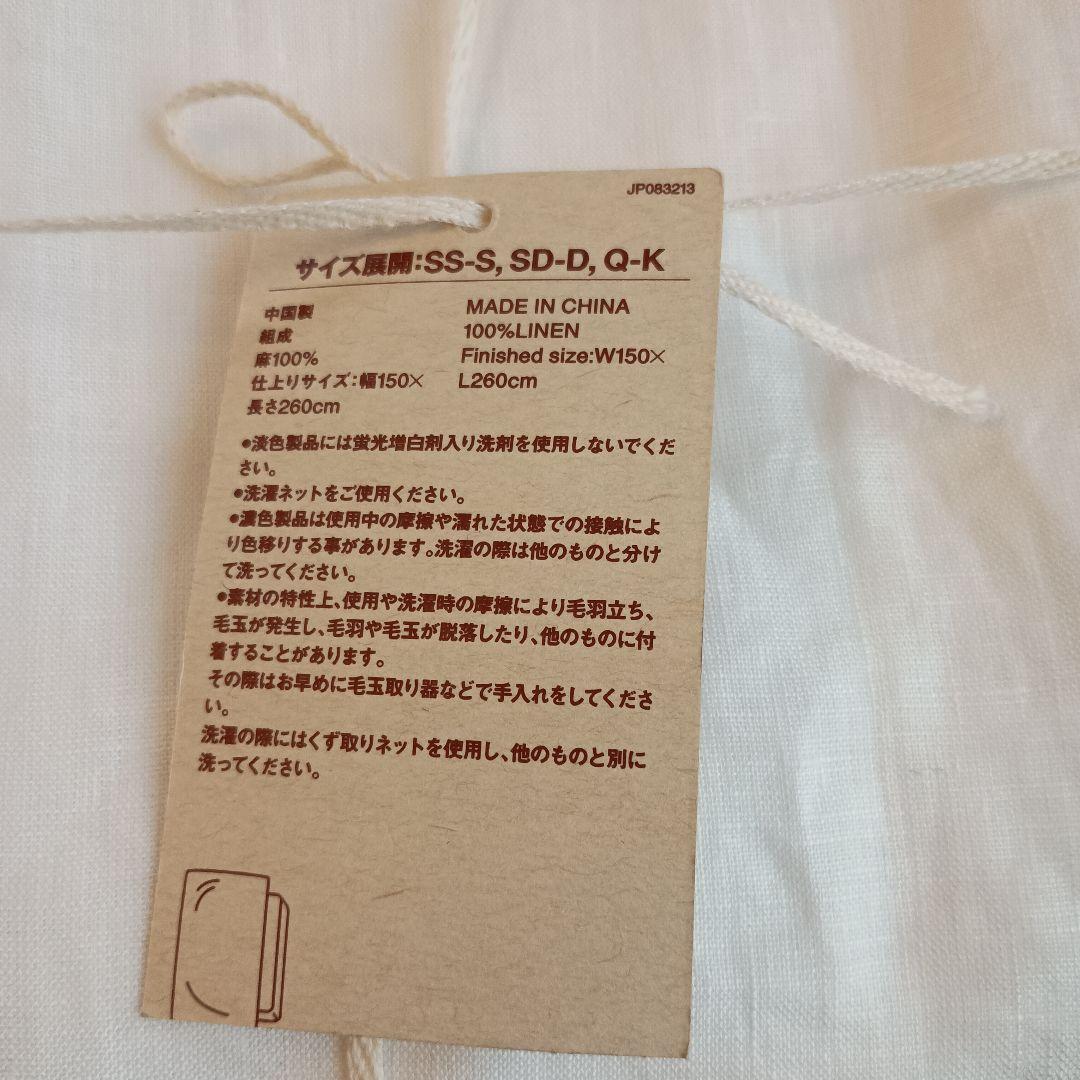 JP083213
サイズ展開:SS-S, SD-D, Q-K
中国製
組成
麻100%
仕上りサイズ:幅150×
長さ260cm
MADE IN CHINA
100%LINEN
Finished size:W150×
L260cm
●淡色製品には蛍光増白剤入り洗剤を使用しないでくだ
さい。
●洗濯ネットをご使用ください。
●濃色製品は使用中の摩擦や濡れた状態での接触によ
り色移りする事があります。洗濯の際は他のものと分け
て洗ってください。
●素材の特性上、使用や洗濯時の摩擦により毛羽立ち、
毛玉が発生し、毛羽や毛玉が脱落したり、他のものに付
着することがあります。
その際はお早めに毛玉取り器などで手入れをしてくださ
い。
洗濯の際にはくず取りネットを使用し、他のものと別に
洗ってください。